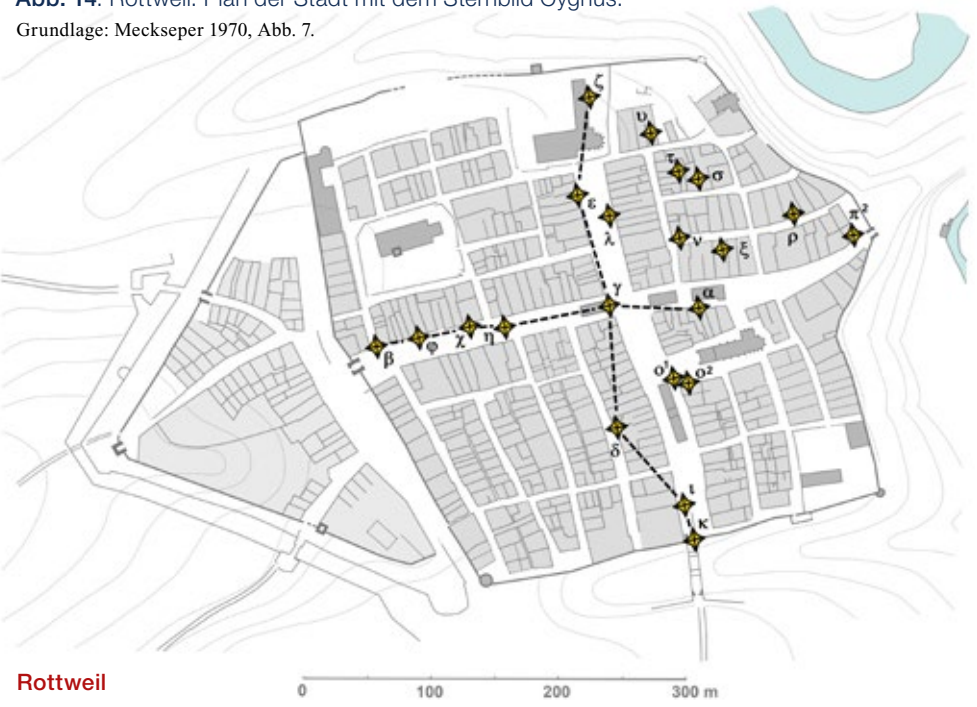 Abb. 14: Rottweil. Plan der Stadt mit dem Sternbild Cygnus.
Grundlage: Meckseper 1970, Abb. 7.
ζ
υ
τ
σ
ε
λ
ρ
π²
ν
ξ
γ
α
β
φ
χ
η
ο¹
ο²
δ
ι
κ
Rottweil
0
100
200
300 m